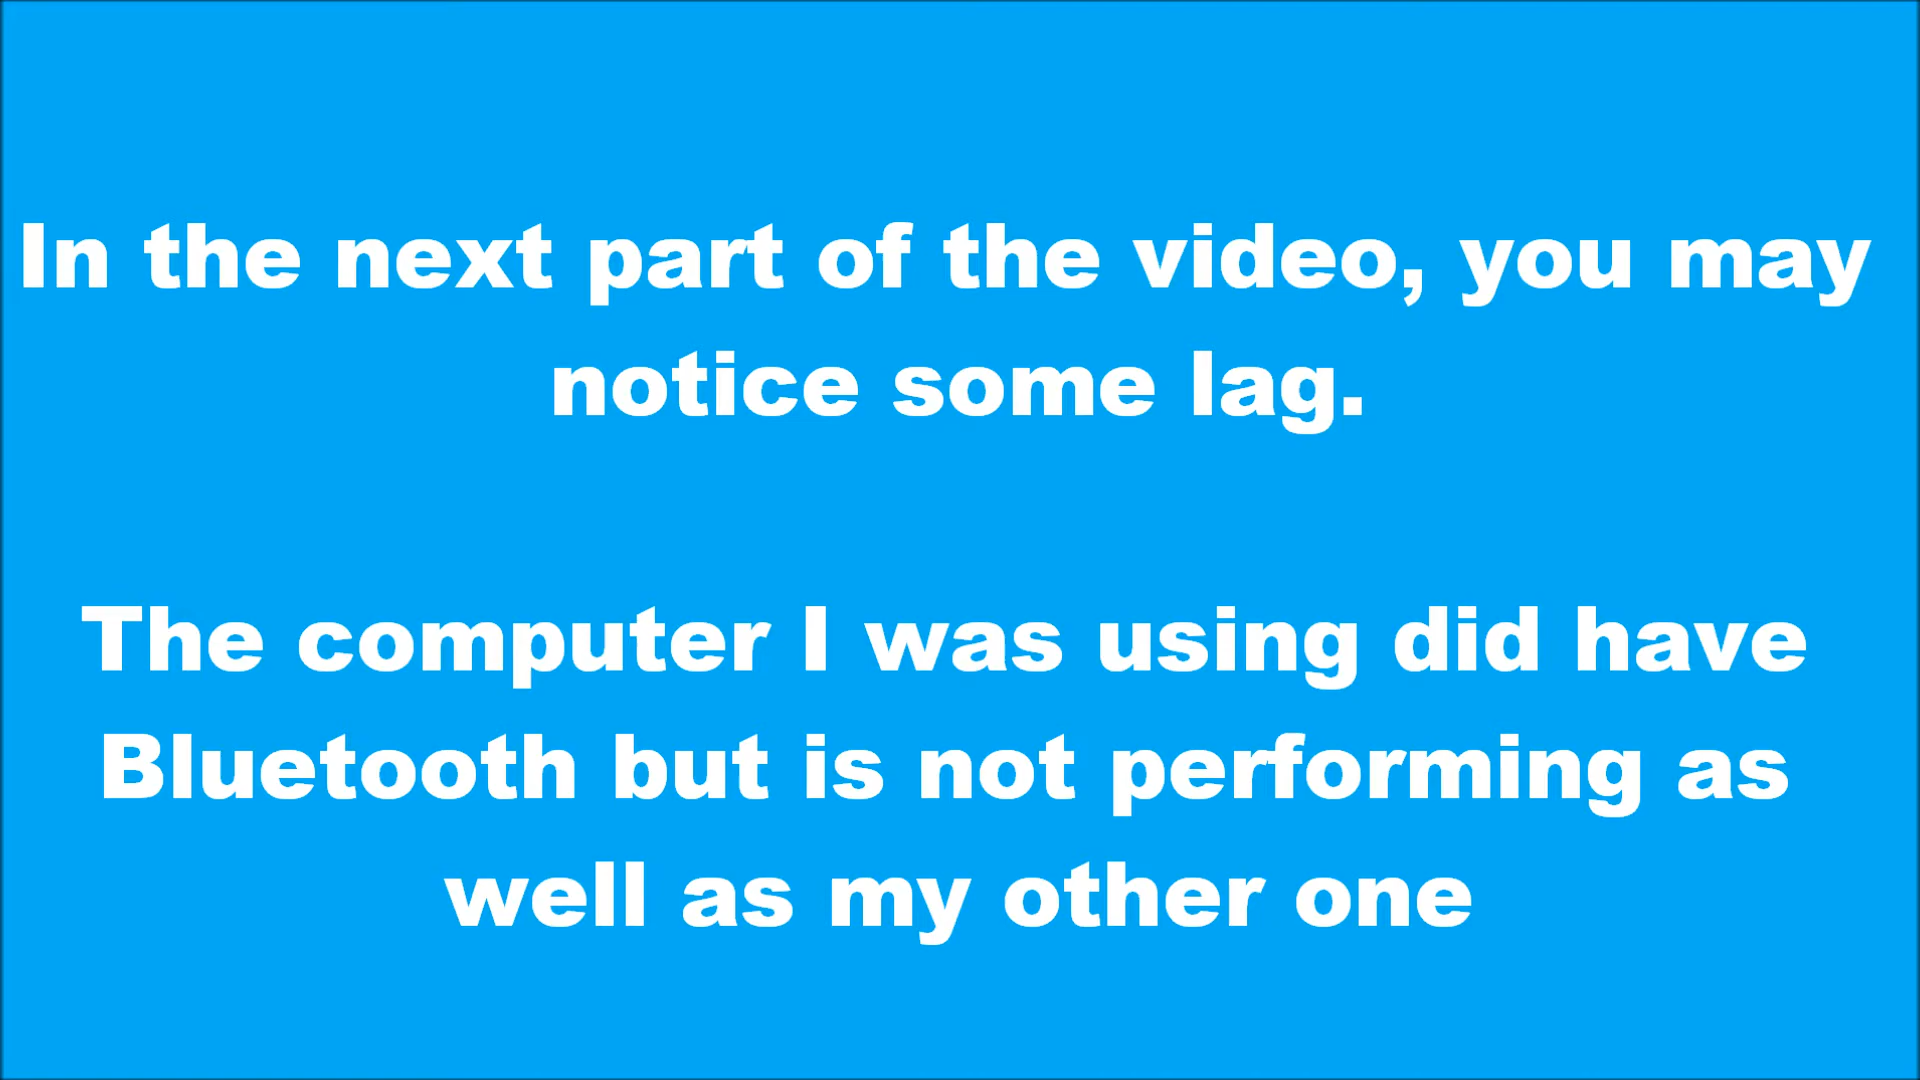 In the next part of the video, you may
notice some lag.
The computer I was using did have
Bluetooth but is not performing as
well as my other one